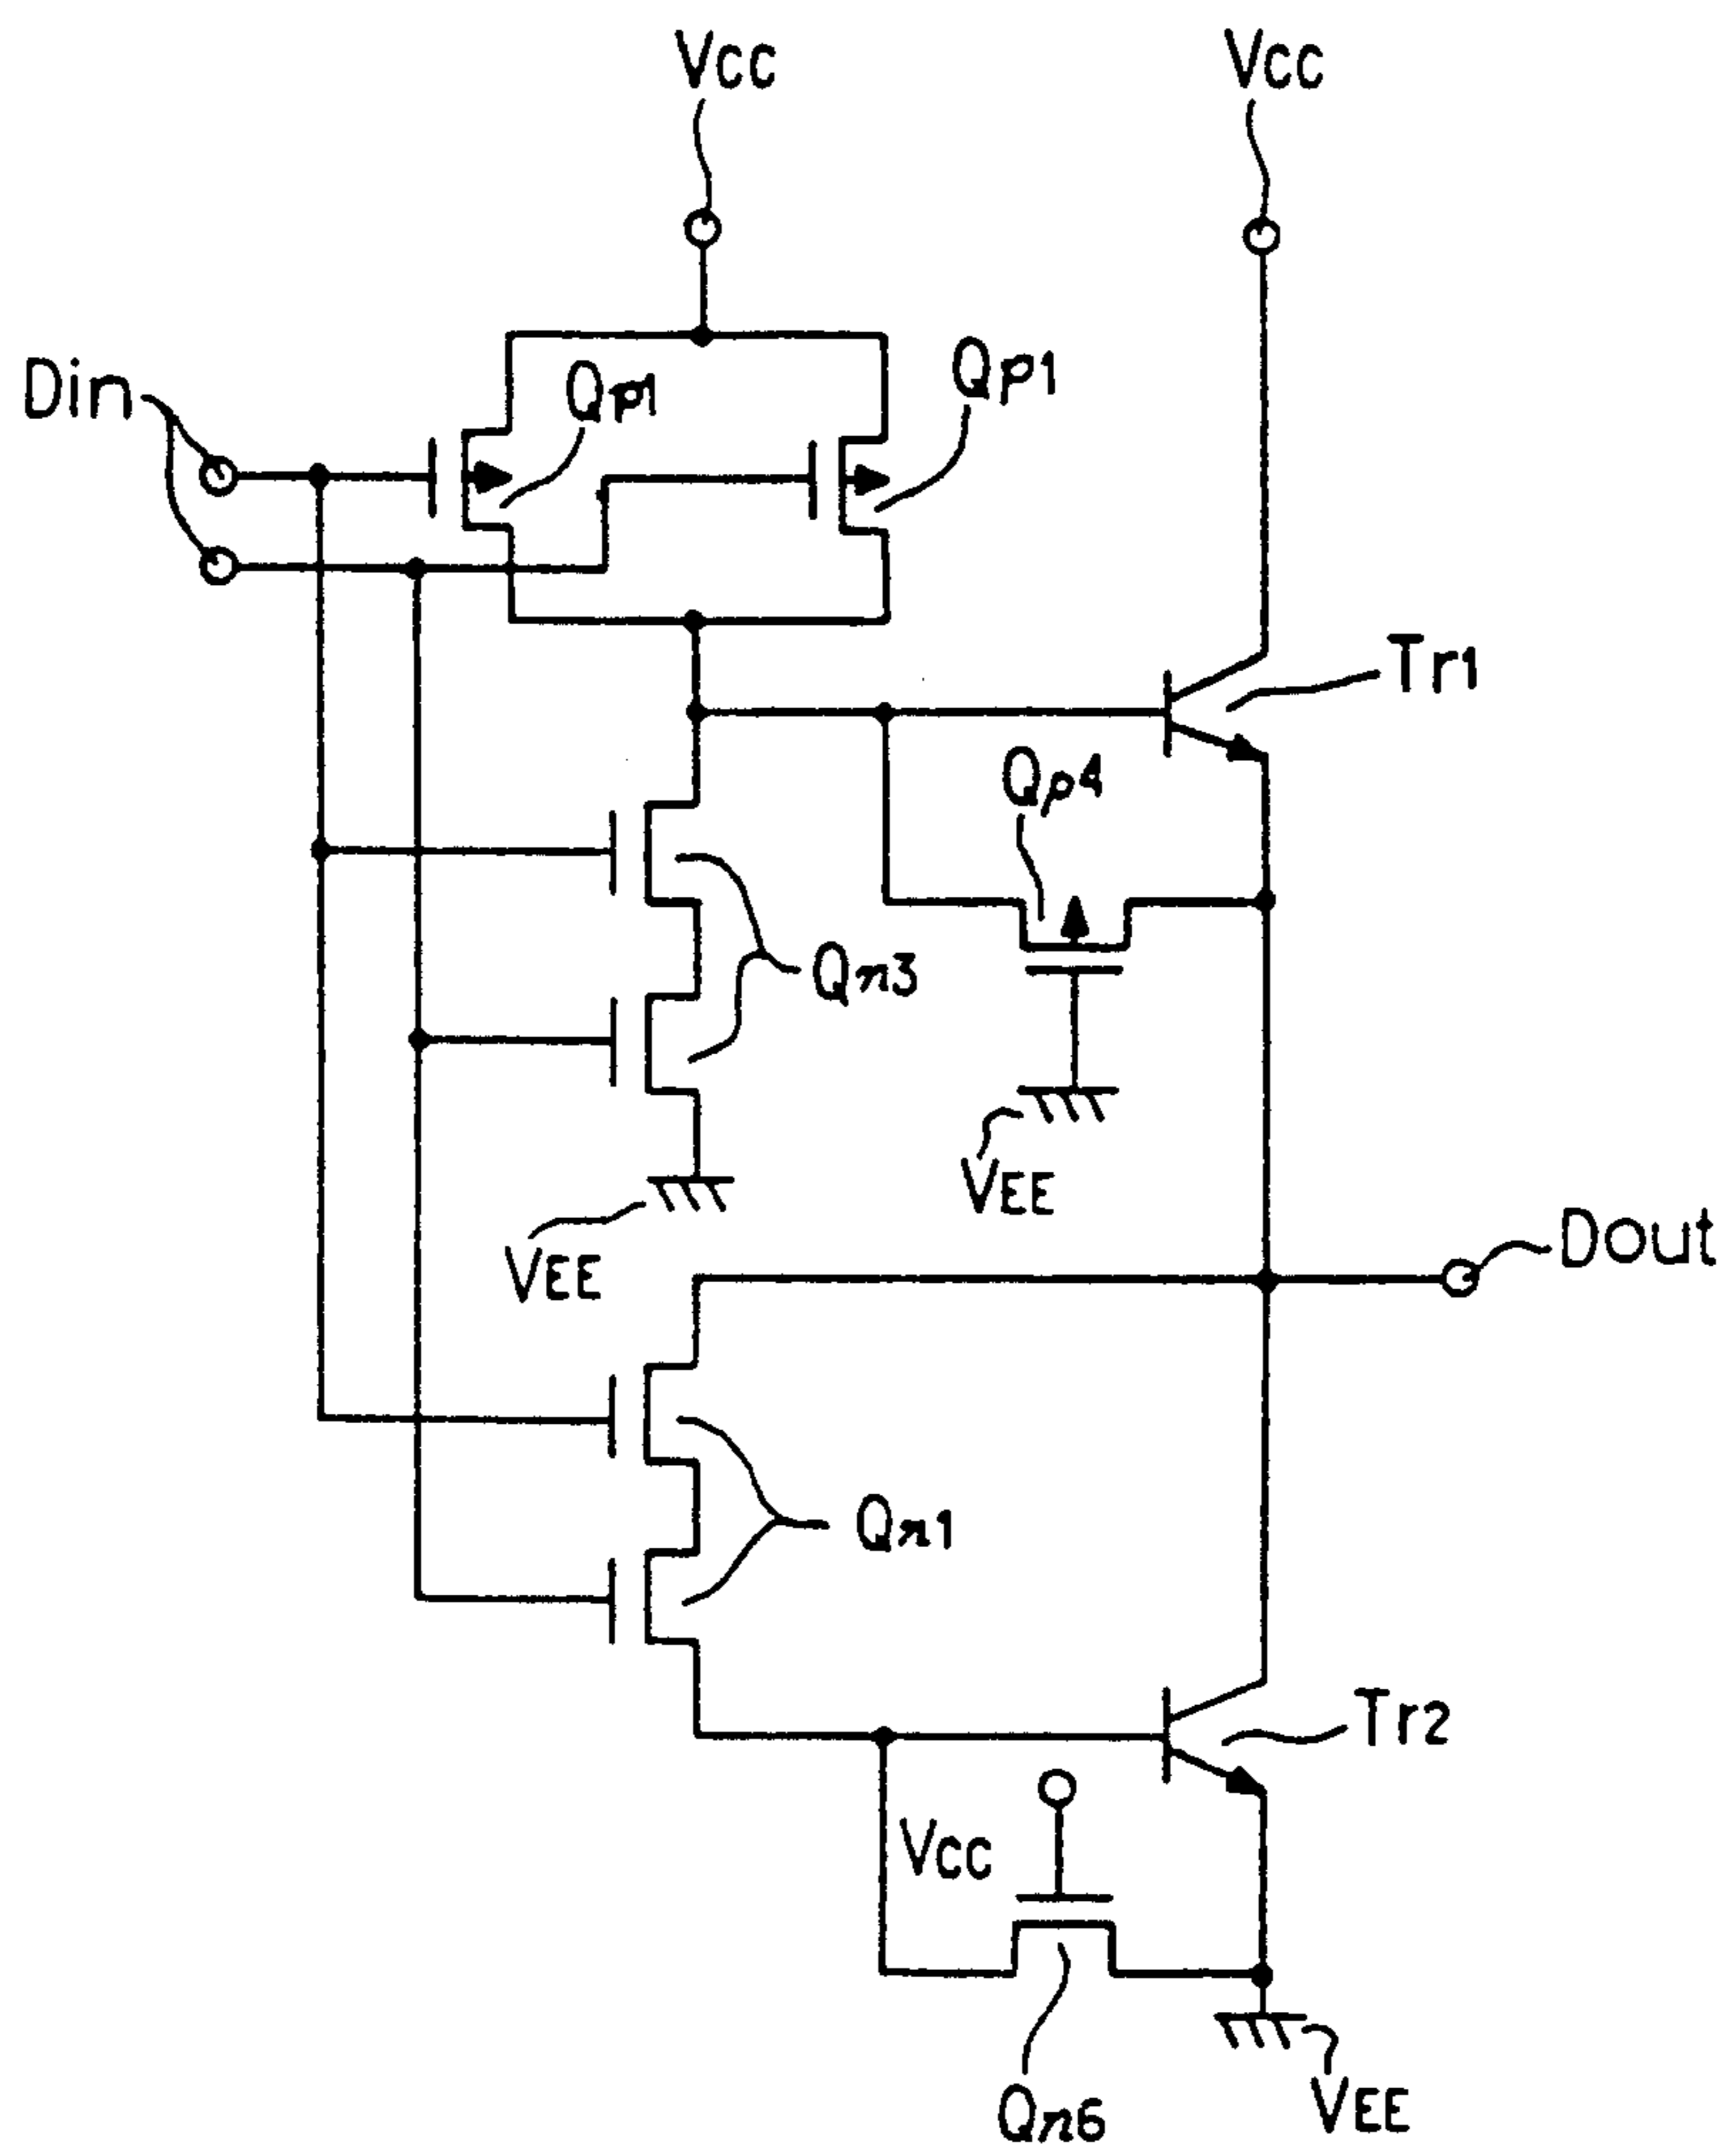 Vcc
Vcc
Din
Qp1
Qp1
Tr1
Qp4
Qn3
VEE
VEE
Dout
Qn1
Tr2
Vcc
Qn6
VEE